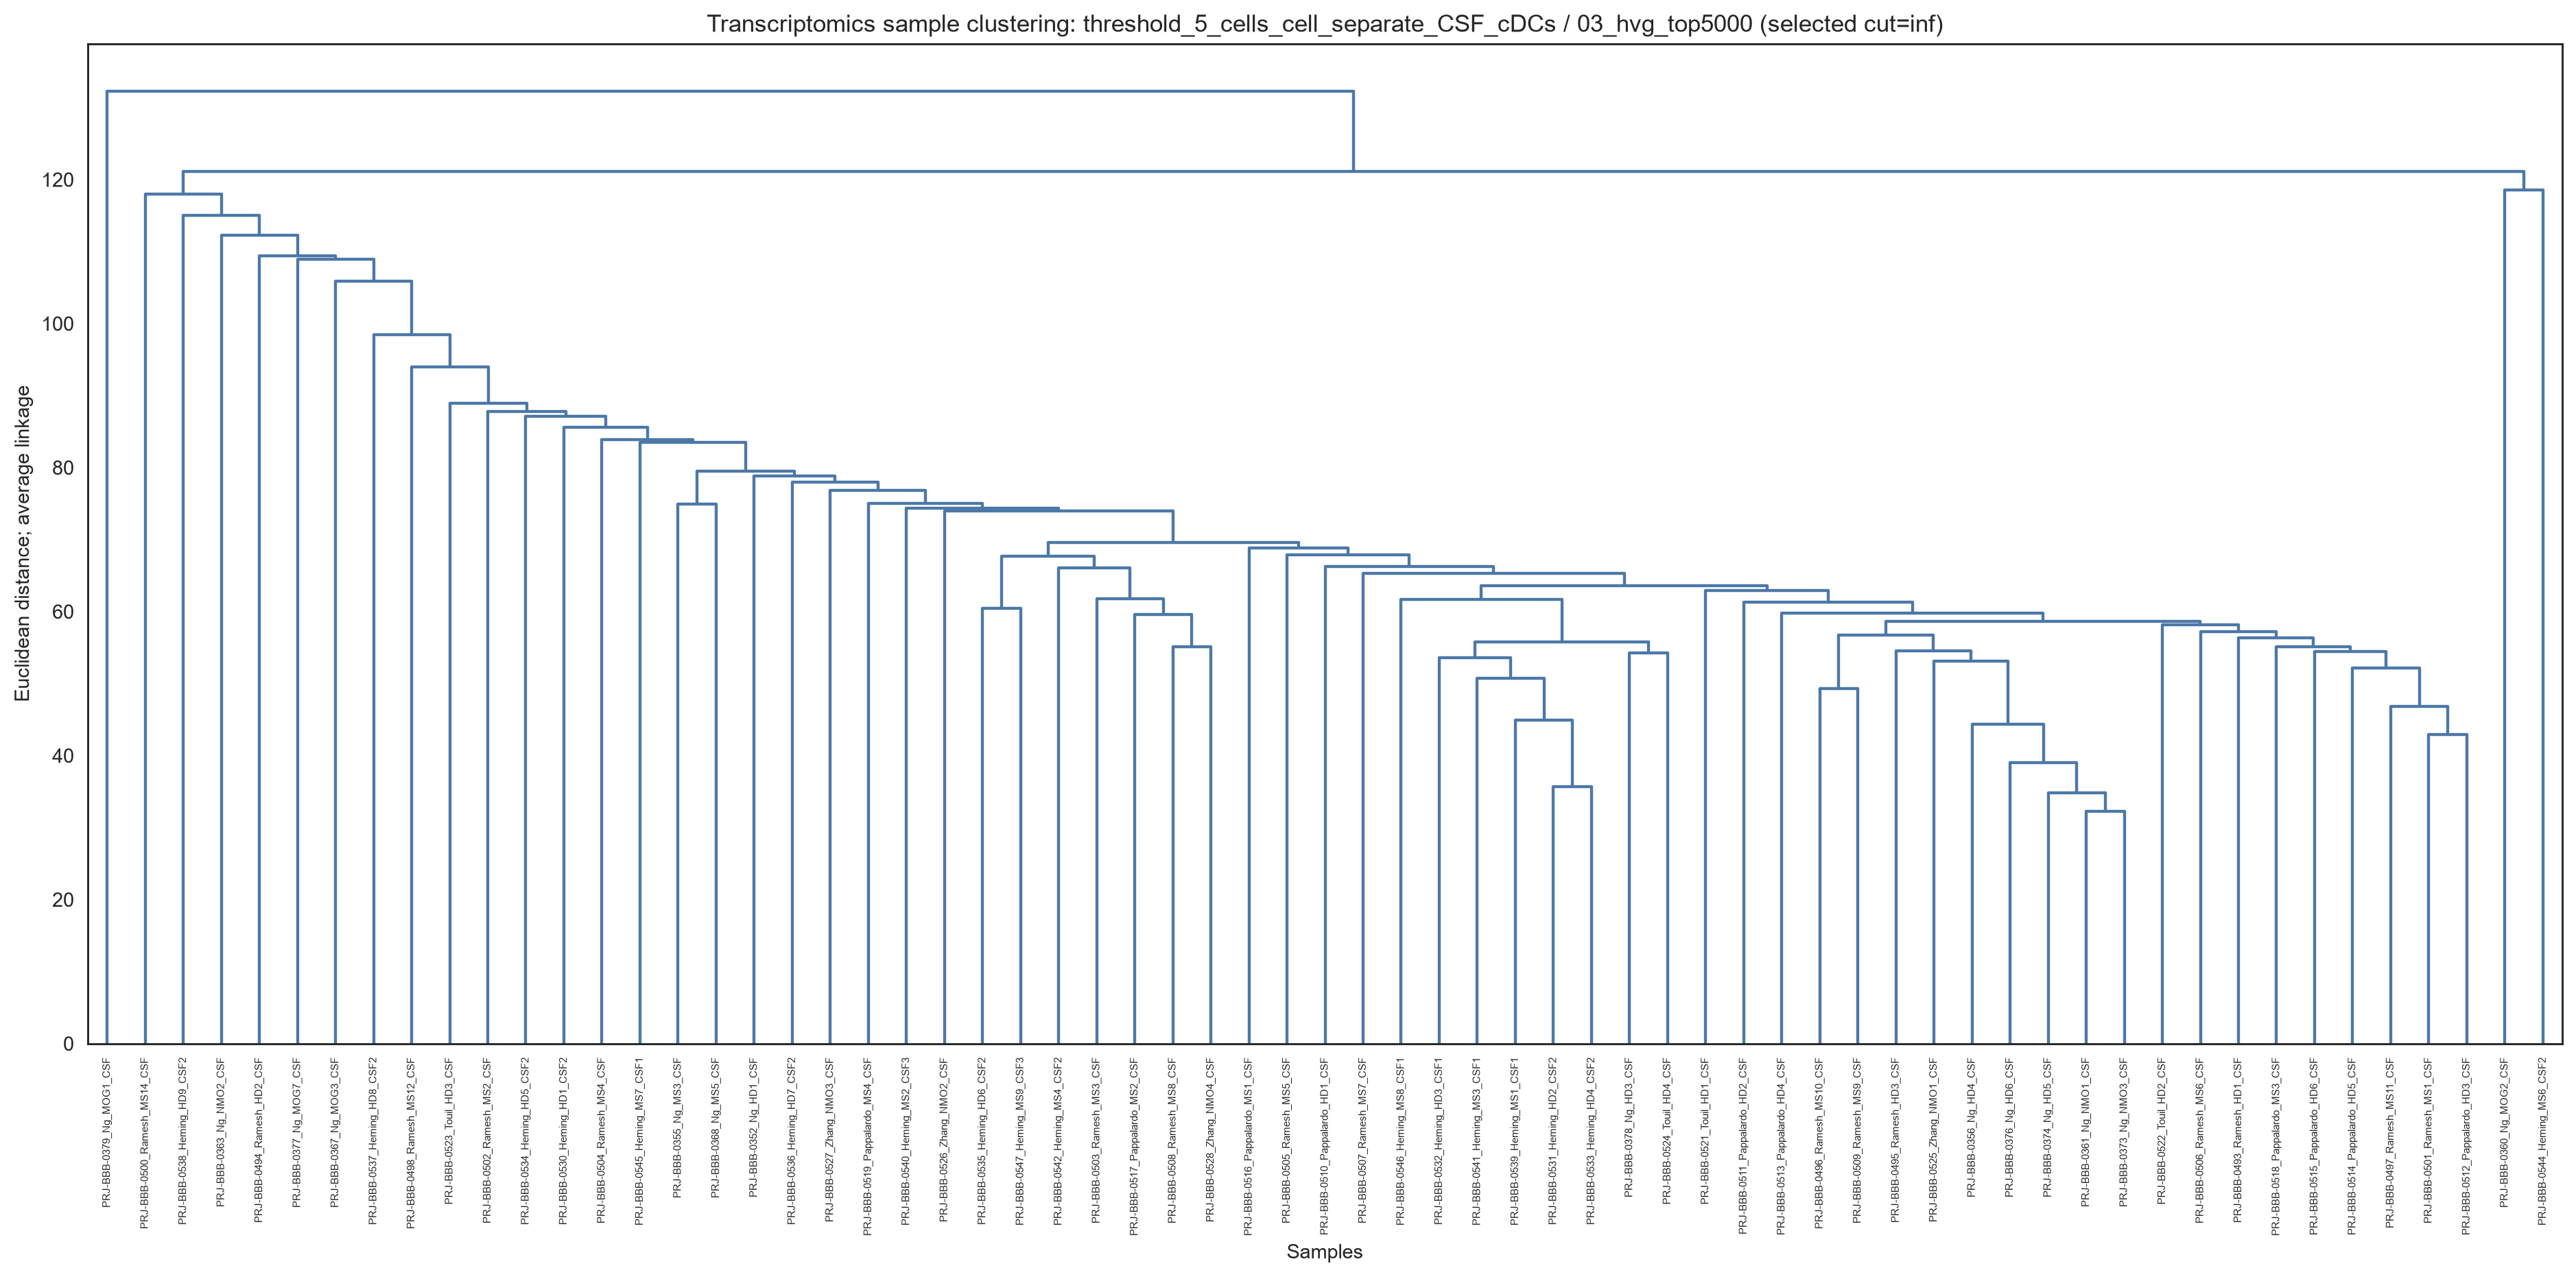 Transcriptomics sample clustering: threshold_5_cells_cell_separate_CSF_cDCs / 03_hvg_top5000 (selected cut=inf)
Euclidean distance; average linkage
120
100
80
60
40
20
0
PRJ-BBB-0379_Ng_MOG1_CSF
PRJ-BBB-0500_Ramesh_MS14_CSF
PRJ-BBB-0538_Heming_HD9_CSF2
PRJ-BBB-0363_Ng_NMO2_CSF
PRJ-BBB-0494_Ramesh_HD2_CSF
PRJ-BBB-0377_Ng_MOG7_CSF
PRJ-BBB-0367_Ng_MOG3_CSF
PRJ-BBB-0537_Heming_HD8_CSF2
PRJ-BBB-0498_Ramesh_MS12_CSF
PRJ-BBB-0523_Touil_HD3_CSF
PRJ-BBB-0502_Ramesh_MS2_CSF
PRJ-BBB-0534_Heming_HD5_CSF2
PRJ-BBB-0530_Heming_HD1_CSF2
PRJ-BBB-0504_Ramesh_MS4_CSF
PRJ-BBB-0545_Heming_MS7_CSF1
PRJ-BBB-0355_Ng_MS3_CSF
PRJ-BBB-0368_Ng_MS5_CSF
PRJ-BBB-0352_Ng_HD1_CSF
PRJ-BBB-0536_Heming_HD7_CSF2
PRJ-BBB-0527_Zhang_NMO3_CSF
PRJ-BBB-0519_Pappalardo_MS4_CSF
PRJ-BBB-0540_Heming_MS2_CSF3
PRJ-BBB-0526_Zhang_NMO2_CSF
PRJ-BBB-0535_Heming_HD6_CSF2
PRJ-BBB-0547_Heming_MS9_CSF3
PRJ-BBB-0542_Heming_MS4_CSF2
PRJ-BBB-0503_Ramesh_MS3_CSF
PRJ-BBB-0517_Pappalardo_MS2_CSF
PRJ-BBB-0508_Ramesh_MS8_CSF
PRJ-BBB-0528_Zhang_NMO4_CSF
PRJ-BBB-0516_Pappalardo_MS1_CSF
PRJ-BBB-0505_Ramesh_MS5_CSF
PRJ-BBB-0510_Pappalardo_HD1_CSF
PRJ-BBB-0507_Ramesh_MS7_CSF
PRJ-BBB-0546_Heming_MS8_CSF1
PRJ-BBB-0532_Heming_HD3_CSF1
PRJ-BBB-0541_Heming_MS3_CSF1
PRJ-BBB-0539_Heming_MS1_CSF1
PRJ-BBB-0531_Heming_HD2_CSF2
PRJ-BBB-0533_Heming_HD4_CSF2
PRJ-BBB-0378_Ng_HD3_CSF
PRJ-BBB-0524_Touil_HD4_CSF
PRJ-BBB-0521_Touil_HD1_CSF
PRJ-BBB-0511_Pappalardo_HD2_CSF
PRJ-BBB-0513_Pappalardo_HD4_CSF
PRJ-BBB-0496_Ramesh_MS10_CSF
PRJ-BBB-0509_Ramesh_MS9_CSF
PRJ-BBB-0495_Ramesh_HD3_CSF
PRJ-BBB-0525_Zhang_NMO1_CSF
PRJ-BBB-0356_Ng_HD4_CSF
PRJ-BBB-0376_Ng_HD6_CSF
PRJ-BBB-0374_Ng_HD5_CSF
PRJ-BBB-0361_Ng_NMO1_CSF
PRJ-BBB-0373_Ng_NMO3_CSF
PRJ-BBB-0522_Touil_HD2_CSF
PRJ-BBB-0506_Ramesh_MS6_CSF
PRJ-BBB-0493_Ramesh_HD1_CSF
PRJ-BBB-0518_Pappalardo_MS3_CSF
PRJ-BBB-0515_Pappalardo_HD6_CSF
PRJ-BBB-0514_Pappalardo_HD5_CSF
PRJ-BBB-0497_Ramesh_MS11_CSF
PRJ-BBB-0501_Ramesh_MS1_CSF
PRJ-BBB-0512_Pappalardo_HD3_CSF
PRJ-BBB-0360_Ng_MOG2_CSF
PRJ-BBB-0544_Heming_MS6_CSF2
Samples